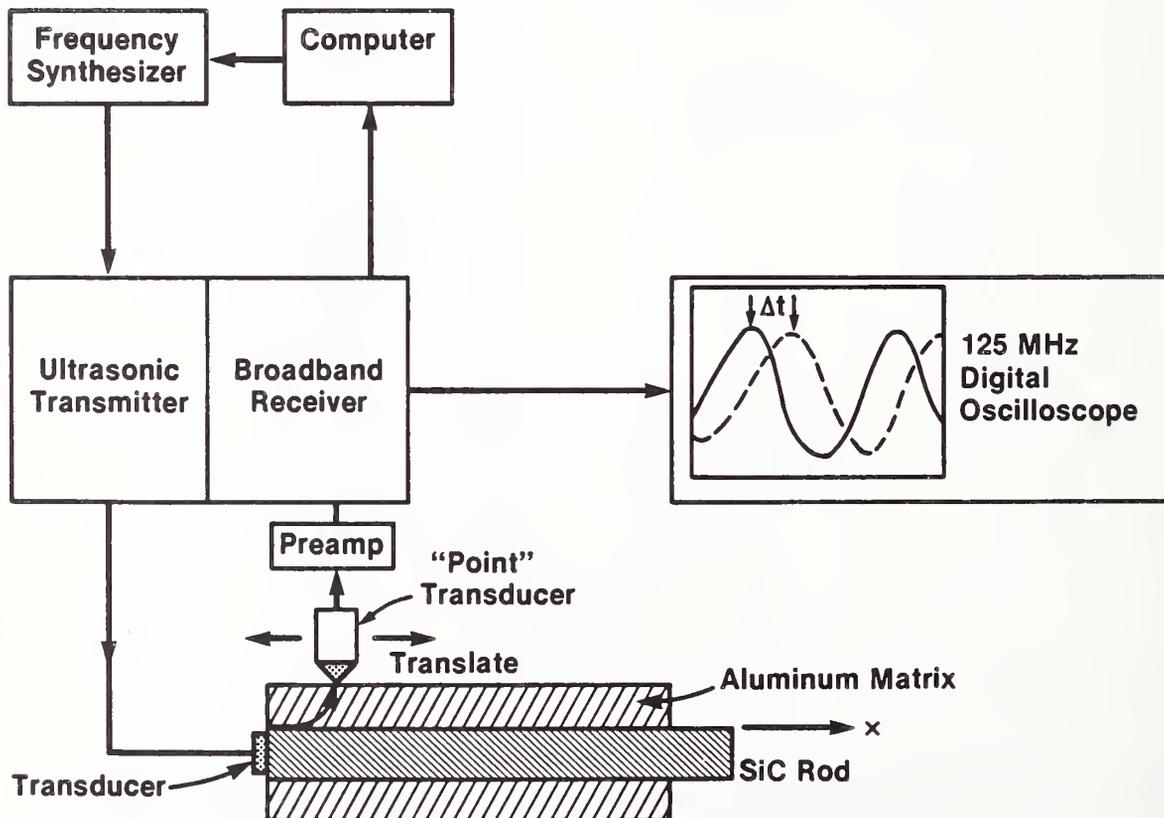 Frequency
Synthesizer
Computer
Ultrasonic
Transmitter
Broadband
Receiver
Δt
125 MHz
Digital
Oscilloscope
Preamp
“Point”
Transducer
Translate
Aluminum Matrix
x
SiC Rod
Transducer